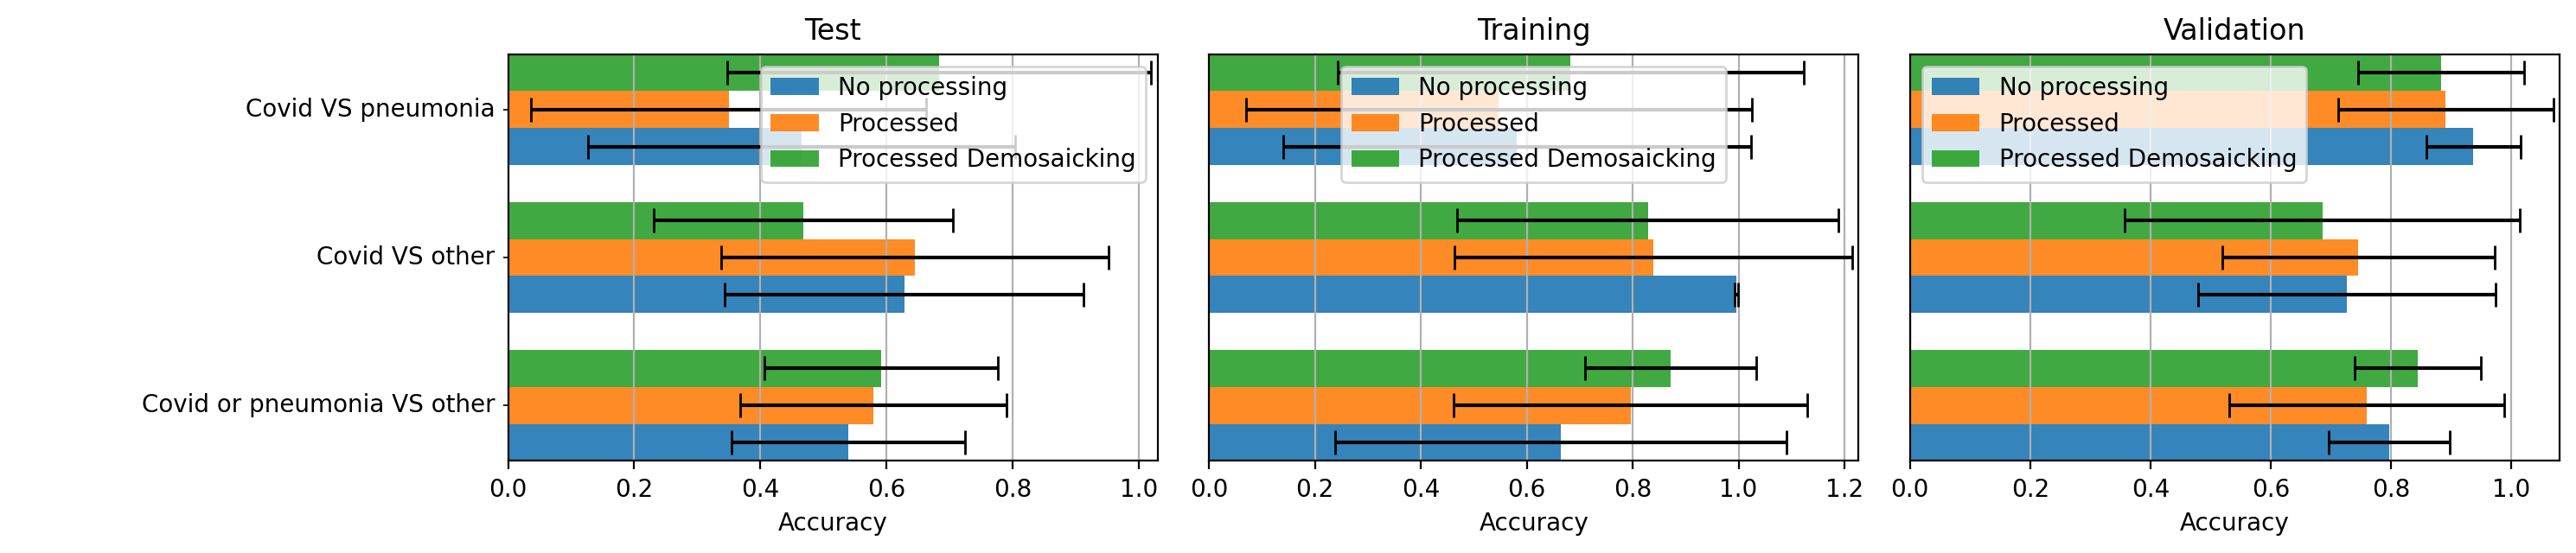 Test
Covid VS pneumonia
Covid VS other
Covid or pneumonia VS other
No processing
Processed
Processed Demosaicking
0.0 0.2 0.4 0.6 0.8 1.0
Accuracy
Training
No processing
Processed
Processed Demosaicking
0.0 0.2 0.4 0.6 0.8 1.0 1.2
Accuracy
Validation
No processing
Processed
Processed Demosaicking
0.0 0.2 0.4 0.6 0.8 1.0
Accuracy